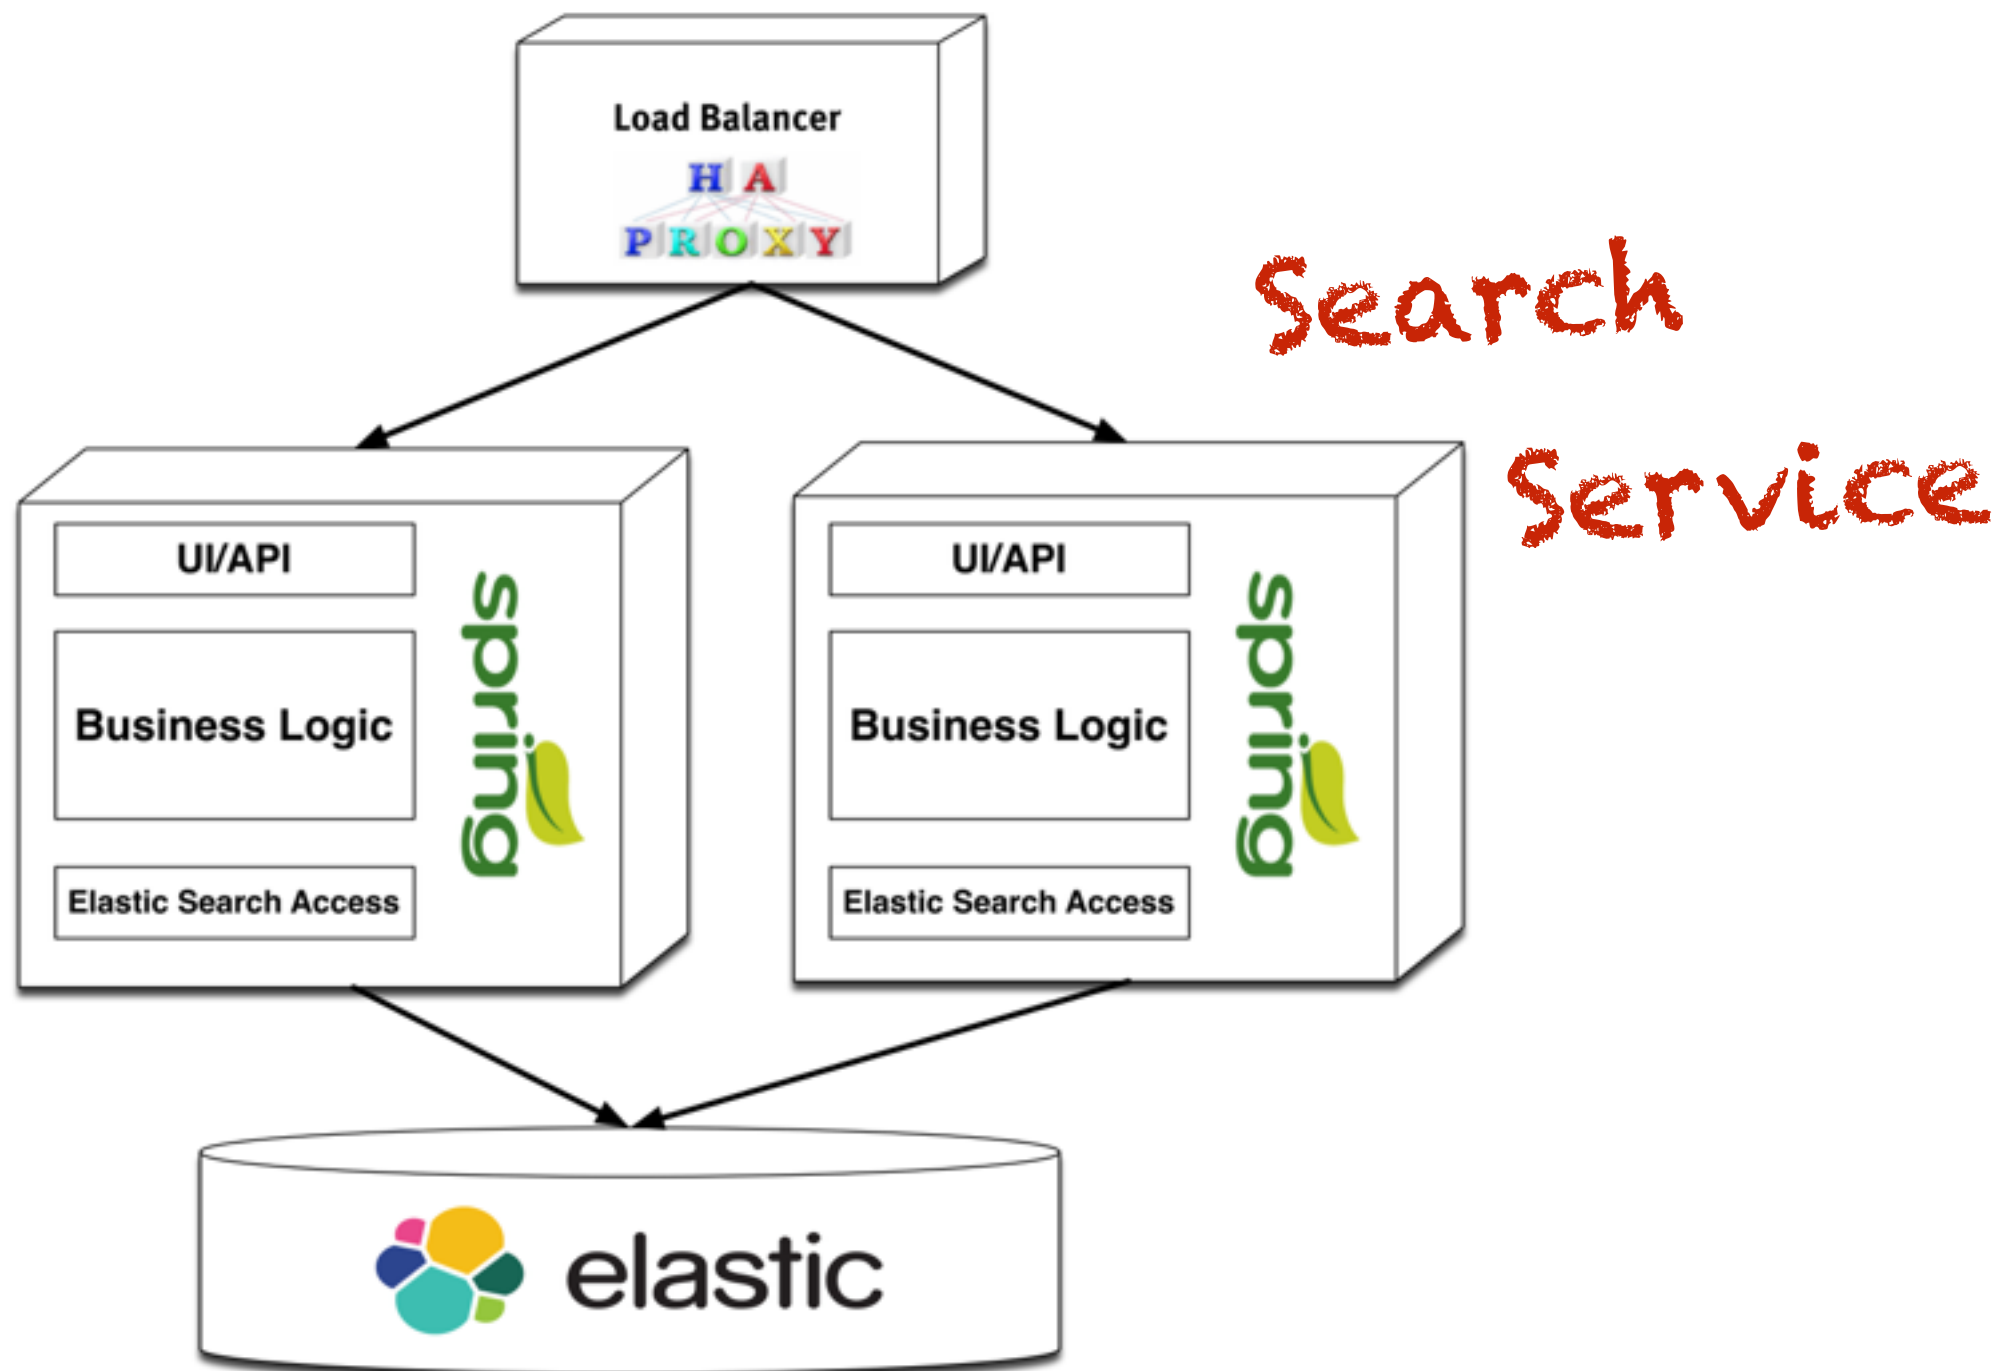 Load Balancer
HA
PROXY
Search
Service
UI/API
Business Logic
Elastic Search Access
spring
UI/API
Business Logic
Elastic Search Access
spring
elastic